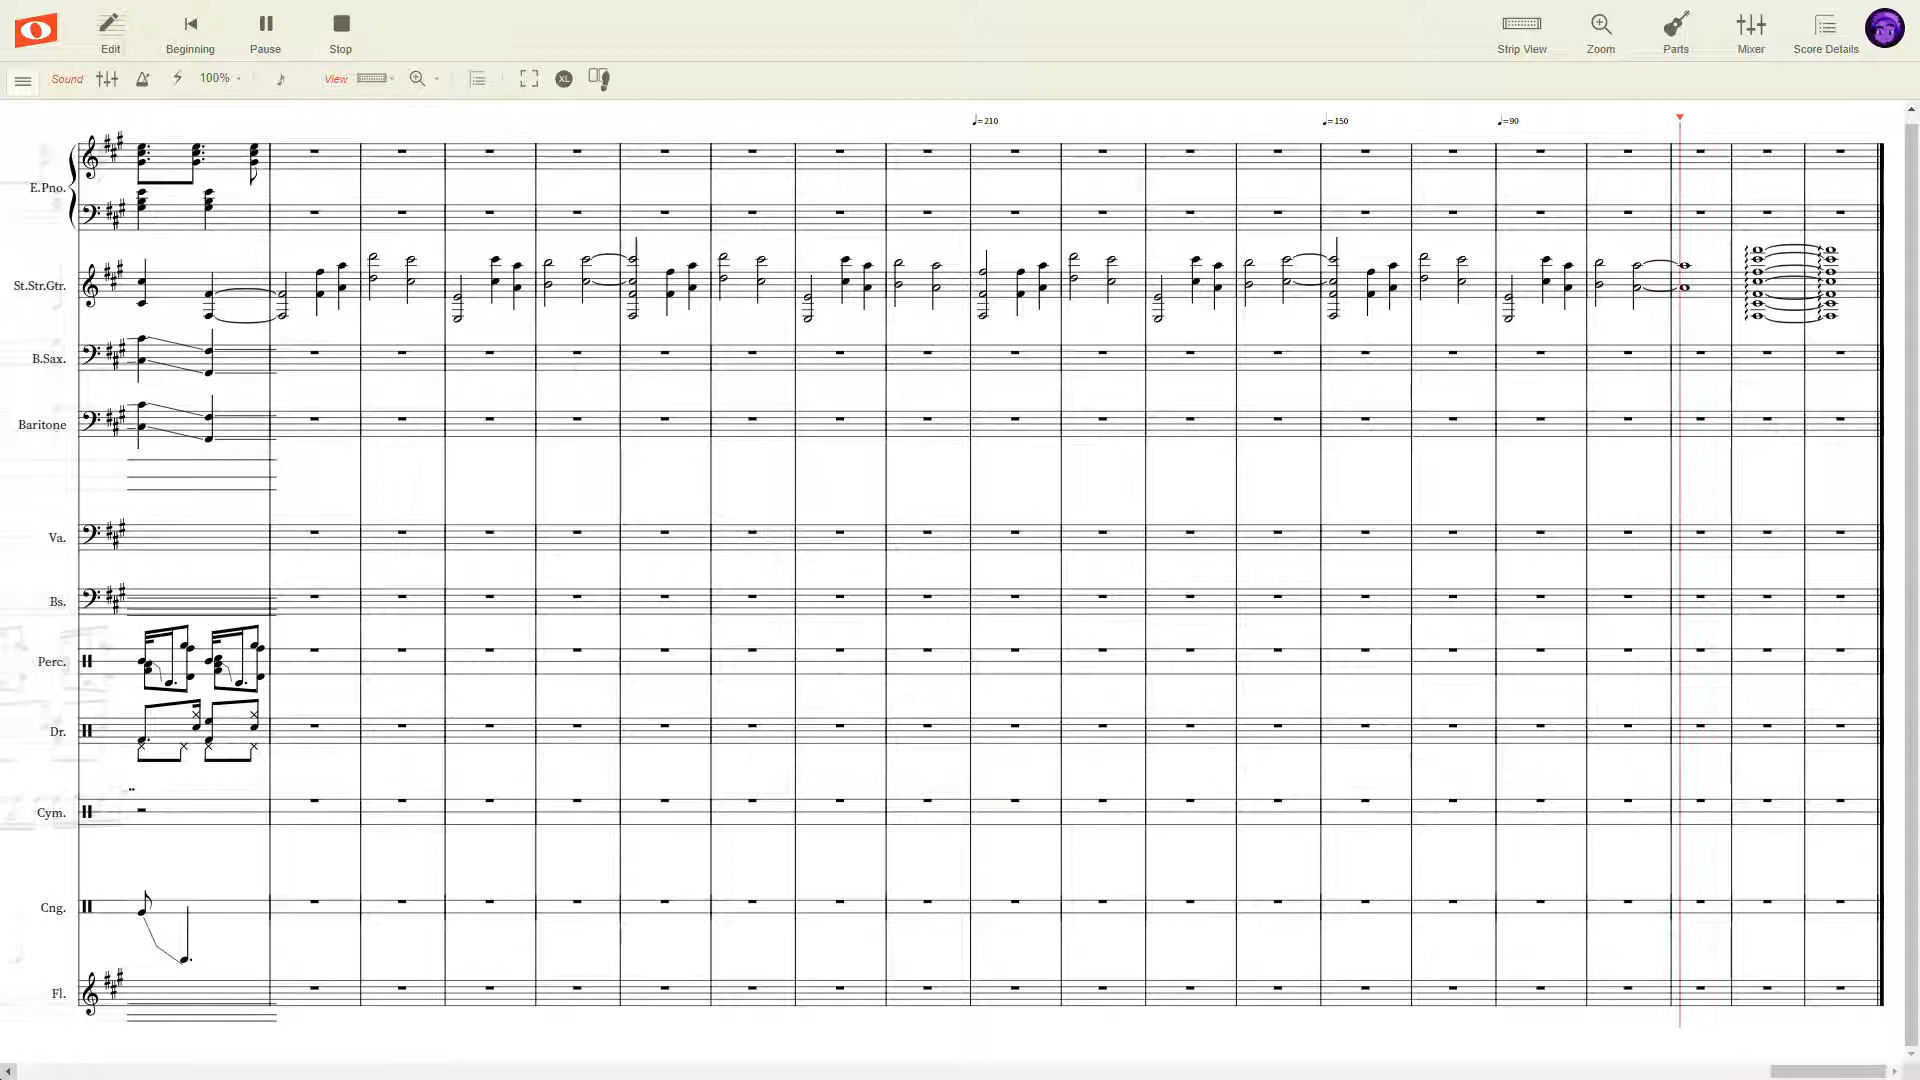 Edit
Beginning
Pause
Stop
Strip View
Zoom
Parts
Mixer
Score Details
Sound
100%
View
XL
♩=210
♩=150
♩=90
E.Pno.
St.Str.Gtr.
B.Sax.
Baritone
Va.
Bs.
Perc.
Dr.
Cym.
Cng.
Fl.